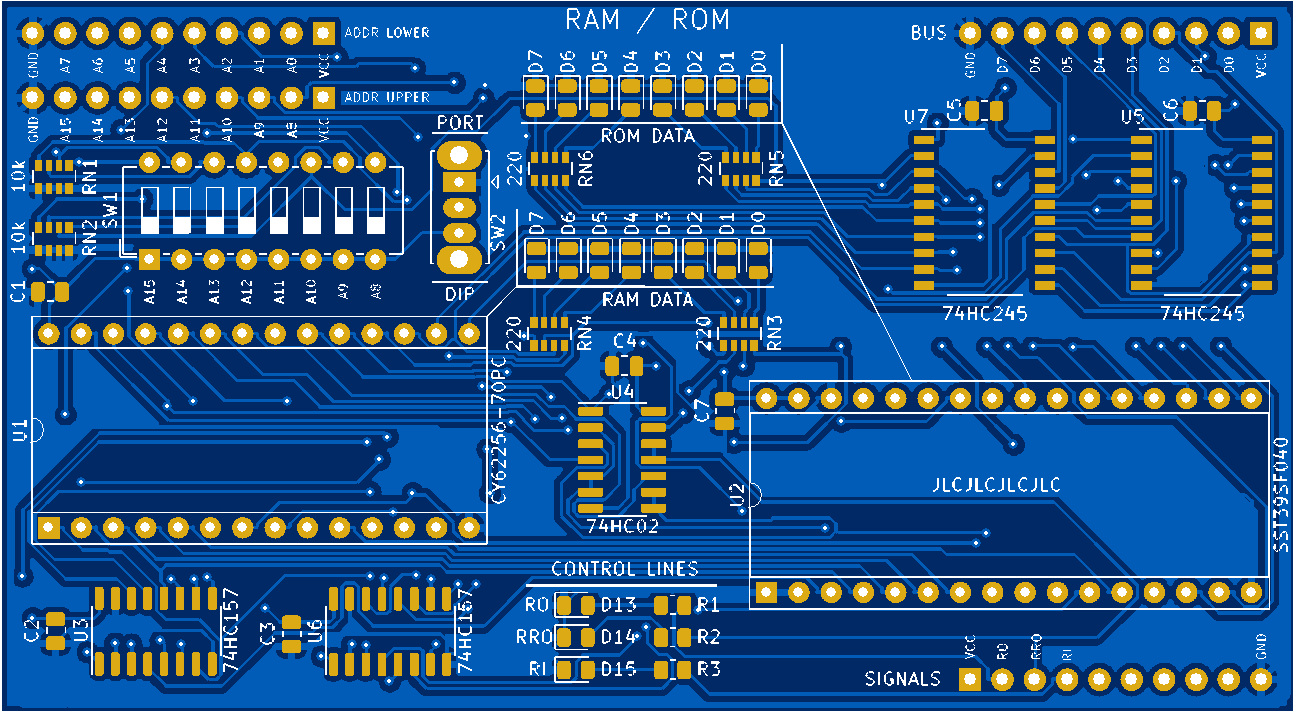 RAM / ROM
ADDR LOWER
GND A7 A6 A5 A4 A3 A2 A1 A0 VCC
ADDR UPPER
GND A15 A14 A13 A12 A11 A10 A9 A8 VCC
BUS
GND D7 D6 D5 D4 D3 D2 D1 D0 VCC
D7 D6 D5 D4 D3 D2 D1 D0
ROM DATA
220 RN6 220 RN5
PORT
SW2
DIP
10k RN1
10k RN2
SW1
A15 A14 A13 A12 A11 A10 A9 A8
C1
D7 D6 D5 D4 D3 D2 D1 D0
RAM DATA
220 RN4 220 RN3
U7 C5 U5 C6
74HC245 74HC245
C4
U4
74HC02
C7
U1
CY62256-70PC
U2
JLCJLCJLCJLC
SST39SF040
CONTROL LINES
RO D13 R1
RRO D14 R2
RI D15 R3
C2 U3 74HC157
C3 U6 74HC157
SIGNALS
VCC RO RRO RI GND